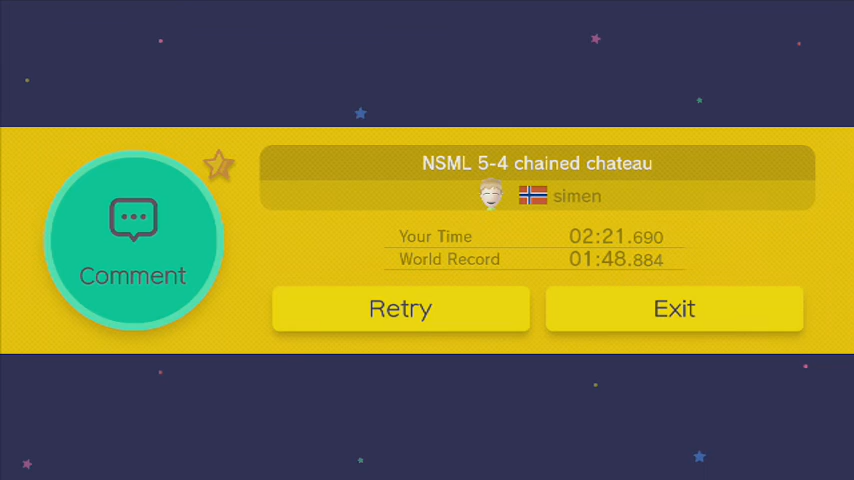 NSML 5-4 chained chateau
simen
Your Time 02:21.690
World Record 01:48.884
Comment
Retry
Exit